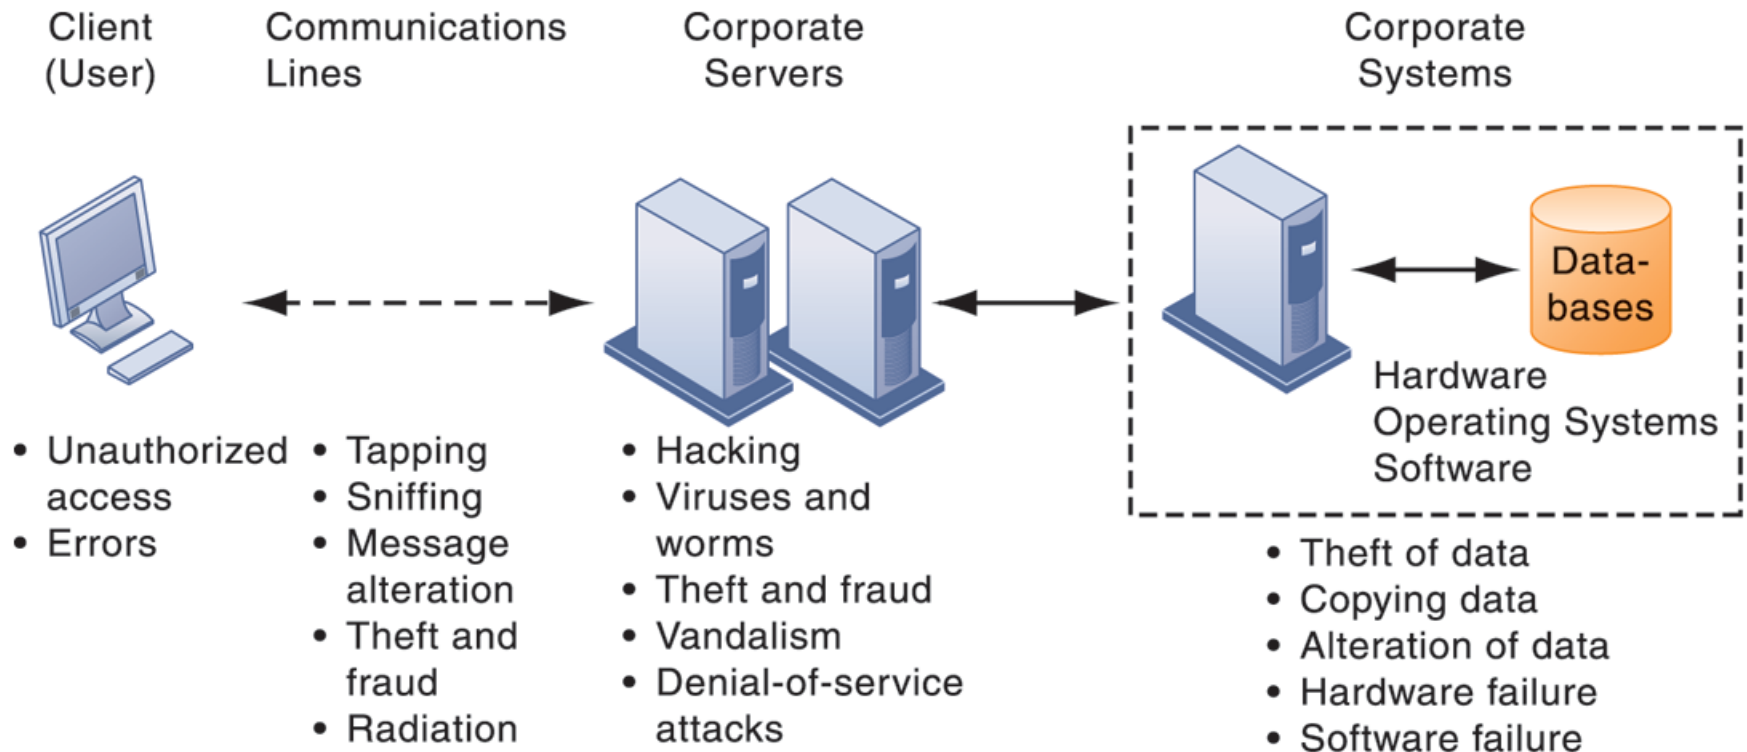 Client
(User)
Communications
Lines
Corporate
Servers
Corporate
Systems
Data-
bases
Hardware
Operating Systems
Software
• Unauthorized
access
• Errors
• Tapping
• Sniffing
• Message
alteration
• Theft and
fraud
• Radiation
• Hacking
• Viruses and
worms
• Theft and fraud
• Vandalism
• Denial-of-service
attacks
• Theft of data
• Copying data
• Alteration of data
• Hardware failure
• Software failure